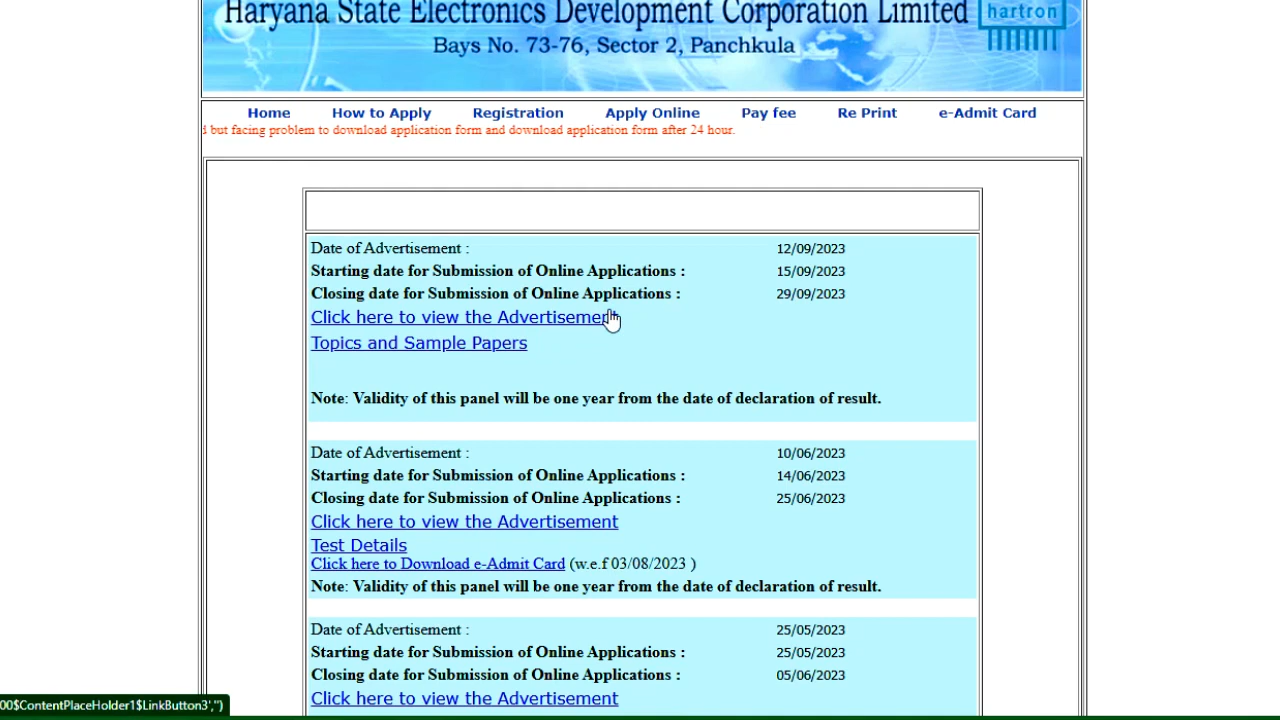 Haryana State Electronics Development Corporation Limited
hartron
Bays No. 73-76, Sector 2, Panchkula
Home How to Apply Registration Apply Online Pay fee Re Print e-Admit Card
but facing problem to download application form and download application form after 24 hour.
Date of Advertisement : 12/09/2023
Starting date for Submission of Online Applications : 15/09/2023
Closing date for Submission of Online Applications : 29/09/2023
Click here to view the Advertisement
Topics and Sample Papers
Note: Validity of this panel will be one year from the date of declaration of result.
Date of Advertisement : 10/06/2023
Starting date for Submission of Online Applications : 14/06/2023
Closing date for Submission of Online Applications : 25/06/2023
Click here to view the Advertisement
Test Details
Click here to Download e-Admit Card (w.e.f 03/08/2023 )
Note: Validity of this panel will be one year from the date of declaration of result.
Date of Advertisement : 25/05/2023
Starting date for Submission of Online Applications : 25/05/2023
Closing date for Submission of Online Applications : 05/06/2023
Click here to view the Advertisement
00$ContentPlaceHolder1$LinkButton3','')